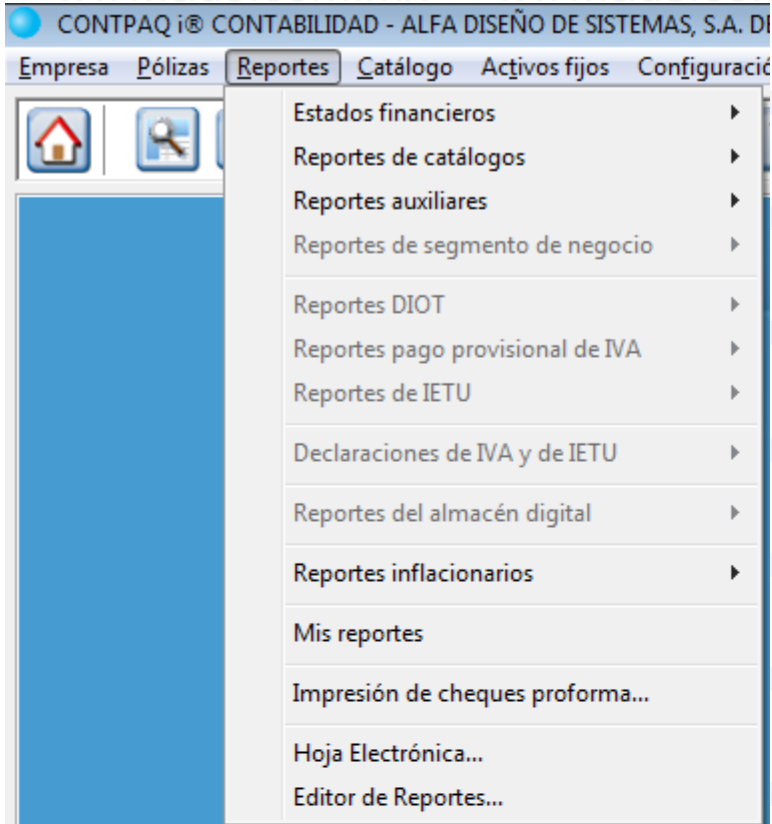 CONTPAQ i® CONTABILIDAD - ALFA DISEÑO DE SISTEMAS, S.A. DE
Empresa Pólizas Reportes Catálogo Activos fijos Configuració
Estados financieros
Reportes de catálogos
Reportes auxiliares
Reportes de segmento de negocio
Reportes DIOT
Reportes pago provisional de IVA
Reportes de IETU
Declaraciones de IVA y de IETU
Reportes del almacén digital
Reportes inflacionarios
Mis reportes
Impresión de cheques proforma...
Hoja Electrónica...
Editor de Reportes...